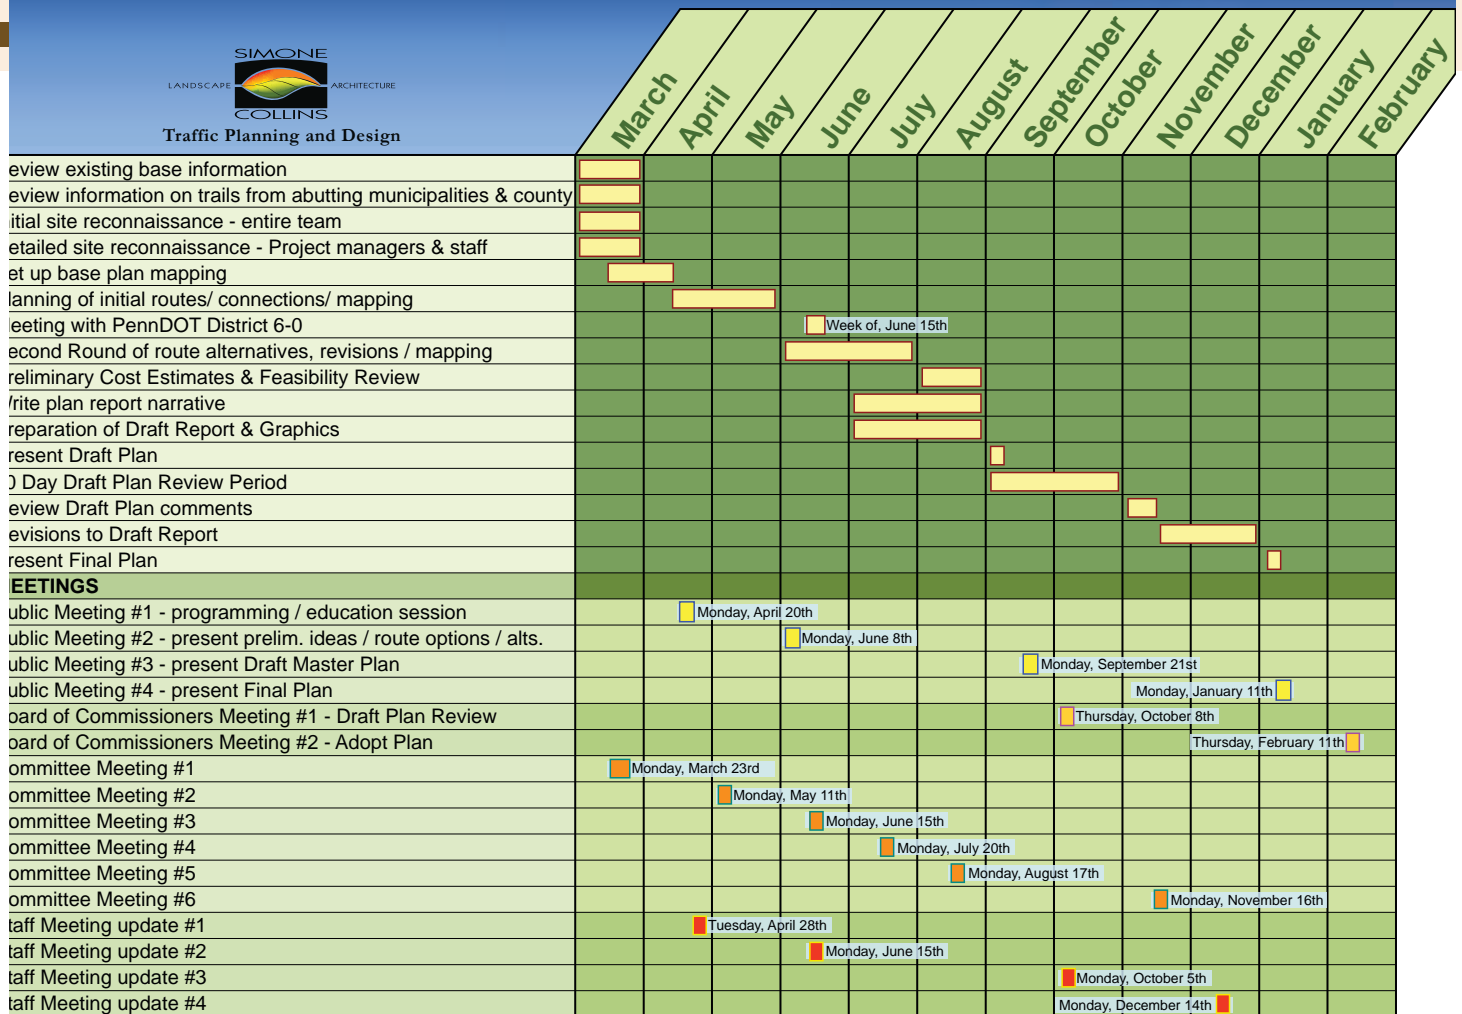 SIMONE
LANDSCAPE ARCHITECTURE
COLLINS
Traffic Planning and Design
March
April
May
June
July
August
September
October
November
December
January
February
eview existing base information
eview information on trails from abutting municipalities & county
itial site reconnaissance - entire team
etailed site reconnaissance - Project managers & staff
et up base plan mapping
lanning of initial routes/ connections/ mapping
eeting with PennDOT District 6-0 Week of, June 15th
econd Round of route alternatives, revisions / mapping
reliminary Cost Estimates & Feasibility Review
rite plan report narrative
reparation of Draft Report & Graphics
resent Draft Plan
0 Day Draft Plan Review Period
eview Draft Plan comments
evisions to Draft Report
resent Final Plan
EETINGS
ublic Meeting #1 - programming / education session Monday, April 20th
ublic Meeting #2 - present prelim. ideas / route options / alts. Monday, June 8th
ublic Meeting #3 - present Draft Master Plan Monday, September 21st
ublic Meeting #4 - present Final Plan Monday, January 11th
oard of Commissioners Meeting #1 - Draft Plan Review Thursday, October 8th
oard of Commissioners Meeting #2 - Adopt Plan Thursday, February 11th
ommittee Meeting #1 Monday, March 23rd
ommittee Meeting #2 Monday, May 11th
ommittee Meeting #3 Monday, June 15th
ommittee Meeting #4 Monday, July 20th
ommittee Meeting #5 Monday, August 17th
ommittee Meeting #6 Monday, November 16th
taff Meeting update #1 Tuesday, April 28th
taff Meeting update #2 Monday, June 15th
taff Meeting update #3 Monday, October 5th
taff Meeting update #4 Monday, December 14th